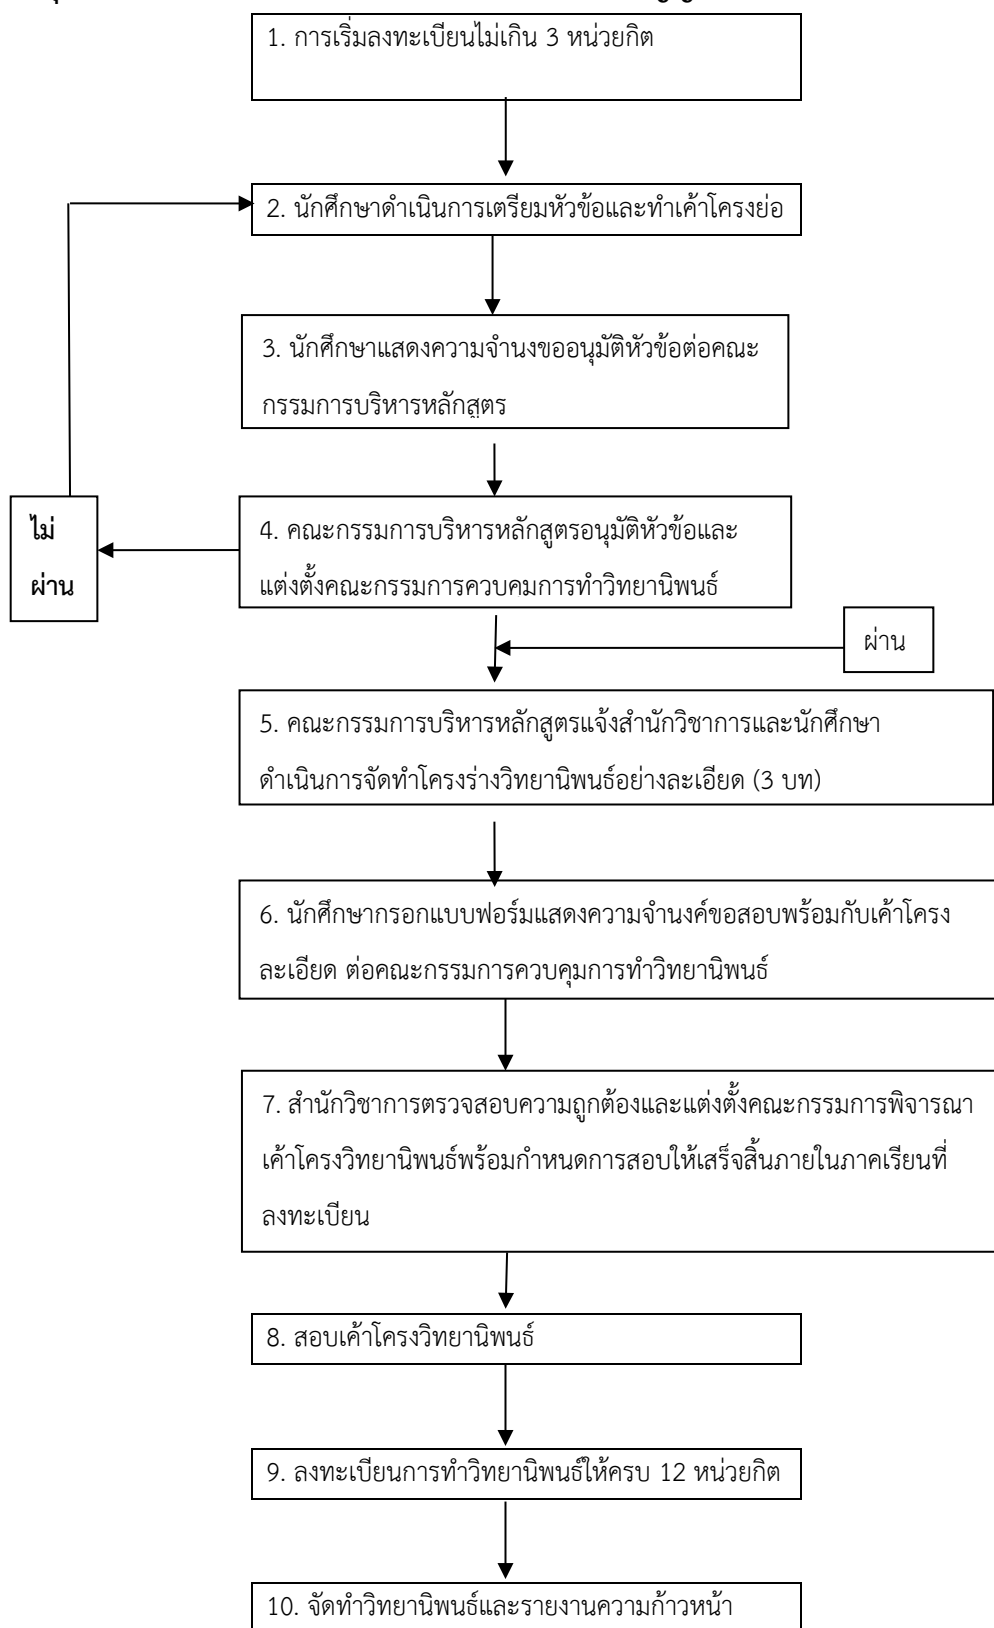 1. การเริ่มลงทะเบียนไม่เกิน 3 หน่วยกิต
2. นักศึกษาดำเนินการเตรียมหัวข้อและทำเค้าโครงย่อ
3. นักศึกษาแสดงความจำนงขออนุมัติหัวข้อต่อคณะ
กรรมการบริหารหลักสูตร
ไม่
ผ่าน
4. คณะกรรมการบริหารหลักสูตรอนุมัติหัวข้อและ
แต่งตั้งคณะกรรมการควบคมการทำวิทยานิพนธ์
ผ่าน
5. คณะกรรมการบริหารหลักสูตรแจ้งสำนักวิชาการและนักศึกษา
ดำเนินการจัดทำโครงร่างวิทยานิพนธ์อย่างละเอียด (3 บท)
6. นักศึกษากรอกแบบฟอร์มแสดงความจำนงค์ขอสอบพร้อมกับเค้าโครง
ละเอียด ต่อคณะกรรมการควบคุมการทำวิทยานิพนธ์
7. สำนักวิชาการตรวจสอบความถูกต้องและแต่งตั้งคณะกรรมการพิจารณา
เค้าโครงวิทยานิพนธ์พร้อมกำหนดการสอบให้เสร็จสิ้นภายในภาคเรียนที่
ลงทะเบียน
8. สอบเค้าโครงวิทยานิพนธ์
9. ลงทะเบียนการทำวิทยานิพนธ์ให้ครบ 12 หน่วยกิต
10. จัดทำวิทยานิพนธ์และรายงานความก้าวหน้า